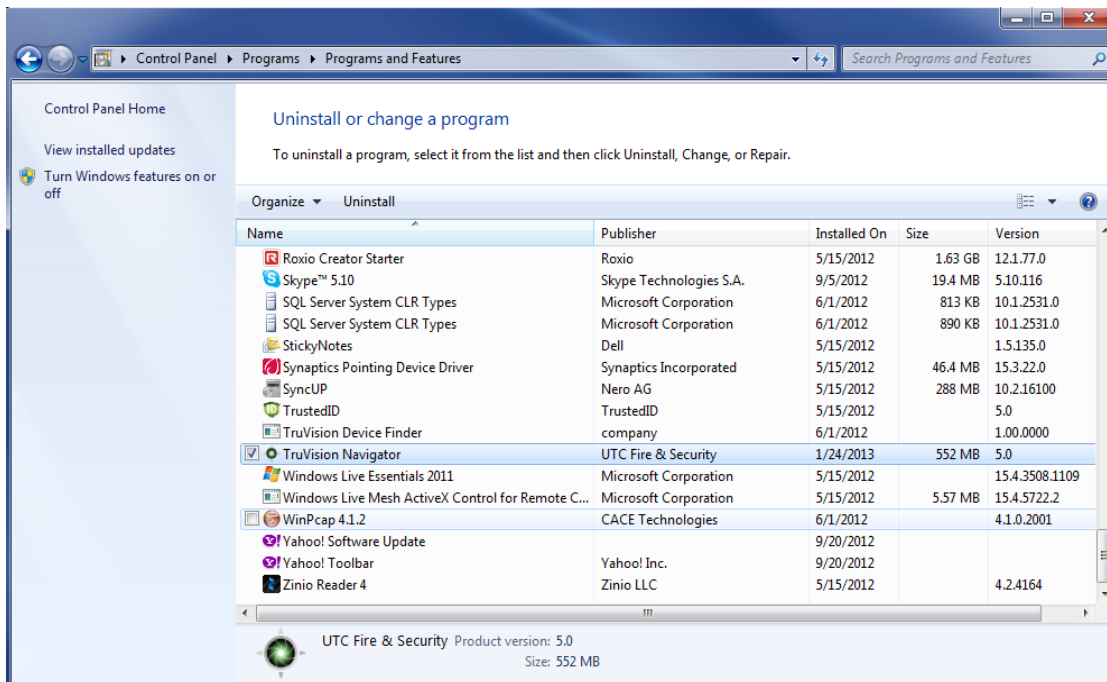 Control Panel ▸ Programs ▸ Programs and Features
Search Programs and Features
Control Panel Home
View installed updates
Turn Windows features on or
off
Uninstall or change a program
To uninstall a program, select it from the list and then click Uninstall, Change, or Repair.
Organize Uninstall
Name Publisher Installed On Size Version
Roxio Creator Starter Roxio 5/15/2012 1.63 GB 12.1.77.0
Skype™ 5.10 Skype Technologies S.A. 9/5/2012 19.4 MB 5.10.116
SQL Server System CLR Types Microsoft Corporation 6/1/2012 813 KB 10.1.2531.0
SQL Server System CLR Types Microsoft Corporation 6/1/2012 890 KB 10.1.2531.0
StickyNotes Dell 5/15/2012 1.5.135.0
Synaptics Pointing Device Driver Synaptics Incorporated 5/15/2012 46.4 MB 15.3.22.0
SyncUP Nero AG 5/15/2012 288 MB 10.2.16100
TrustedID TrustedID 5/15/2012 5.0
TruVision Device Finder company 6/1/2012 1.00.0000
TruVision Navigator UTC Fire & Security 1/24/2013 552 MB 5.0
Windows Live Essentials 2011 Microsoft Corporation 5/15/2012 15.4.3508.1109
Windows Live Mesh ActiveX Control for Remote C... Microsoft Corporation 5/15/2012 5.57 MB 15.4.5722.2
WinPcap 4.1.2 CACE Technologies 6/1/2012 4.1.0.2001
Yahoo! Software Update 9/20/2012
Yahoo! Toolbar Yahoo! Inc. 9/20/2012
Zinio Reader 4 Zinio LLC 5/15/2012 4.2.4164
UTC Fire & Security Product version: 5.0
Size: 552 MB